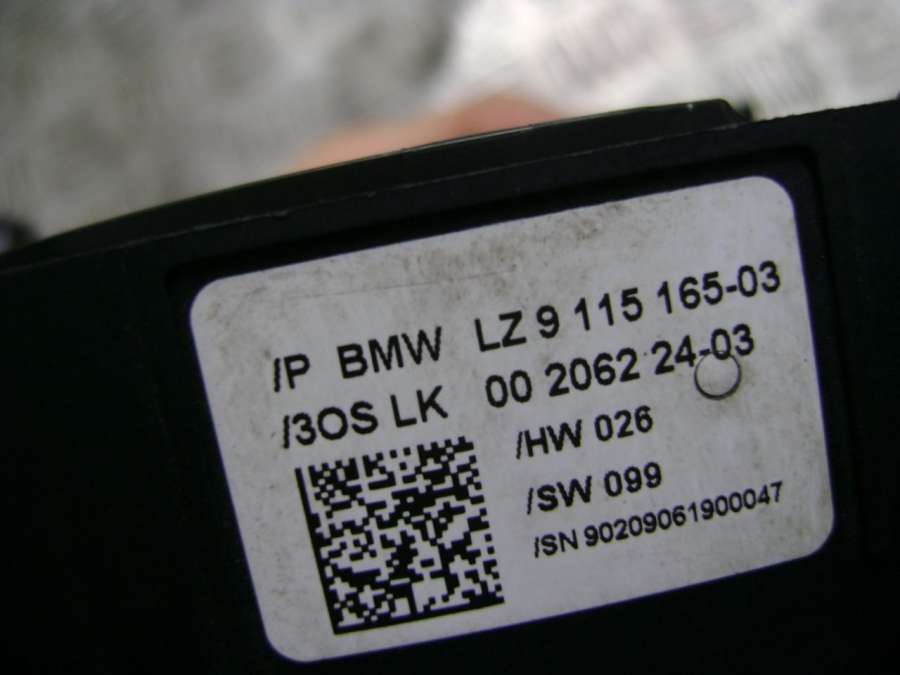 /P BMW LZ 9 115 165-03
/3OS LK 00 2062 24-03
/HW 026
/SW 099
/SN 90209061900047